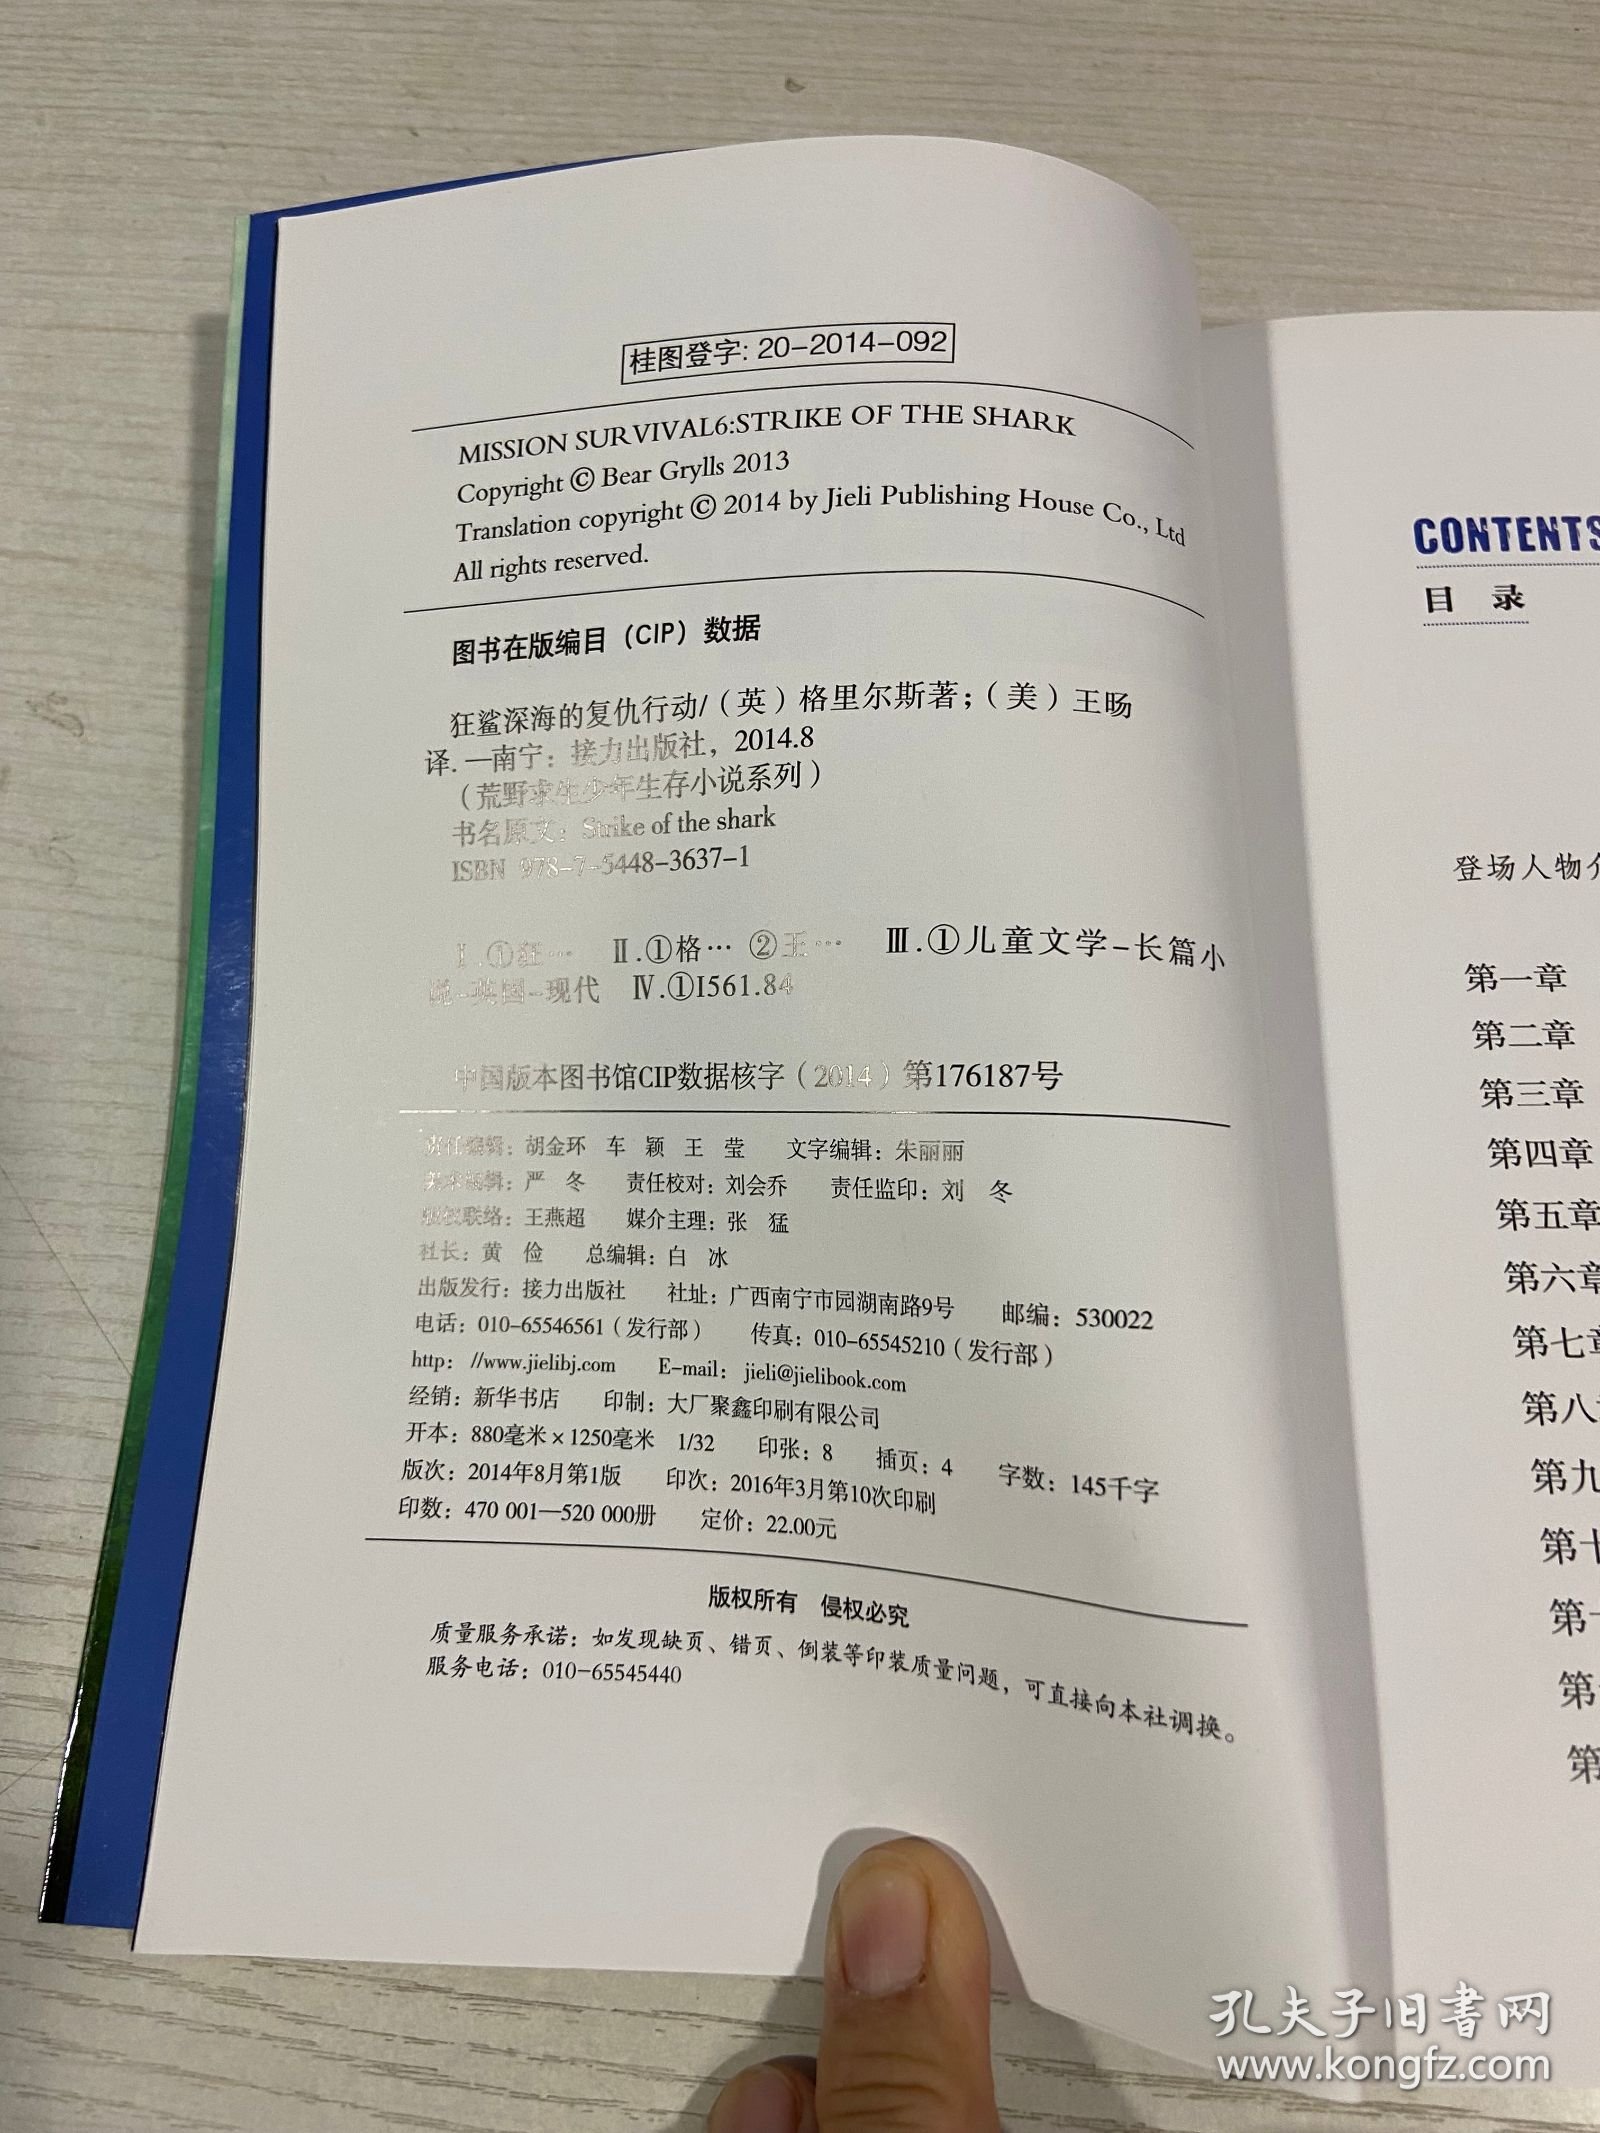 桂图登字: 20-2014-092
MISSION SURVIVAL6:STRIKE OF THE SHARK
Copyright © Bear Grylls 2013
Translation copyright © 2014 by Jieli Publishing House Co., Ltd
All rights reserved.
图书在版编目（CIP）数据
狂鲨深海的复仇行动/（英）格里尔斯著；（美）王旸
译. —南宁：接力出版社，2014.8
（荒野求生少年生存小说系列）
书名原文：Strike of the shark
ISBN 978-7-5448-3637-1
Ⅰ.①狂… Ⅱ.①格… ②王… Ⅲ.①儿童文学-长篇小
说-英国-现代 Ⅳ.①I561.84
中国版本图书馆CIP数据核字（2014）第176187号
责任编辑：胡金环 车 颖 王 莹 文字编辑：朱丽丽
美术编辑：严 冬 责任校对：刘会乔 责任监印：刘 冬
版权联络：王燕超 媒介主理：张 猛
社长：黄 俭 总编辑：白 冰
出版发行：接力出版社 社址：广西南宁市园湖南路9号 邮编：530022
电话：010-65546561（发行部） 传真：010-65545210（发行部）
http：//www.jielibj.com E-mail：jieli@jielibook.com
经销：新华书店 印制：大厂聚鑫印刷有限公司
开本：880毫米×1250毫米 1/32 印张：8 插页：4 字数：145千字
版次：2014年8月第1版 印次：2016年3月第10次印刷
印数：470 001—520 000册 定价：22.00元
版权所有 侵权必究
质量服务承诺：如发现缺页、错页、倒装等印装质量问题，可直接向本社调换。
服务电话：010-65545440
CONTENTS
目 录
登场人物
第一章
第二章
第三章
第四章
第五章
第六章
第七章
第八
第九
第十
第
第
第
孔夫子旧书网
www.kongfz.com